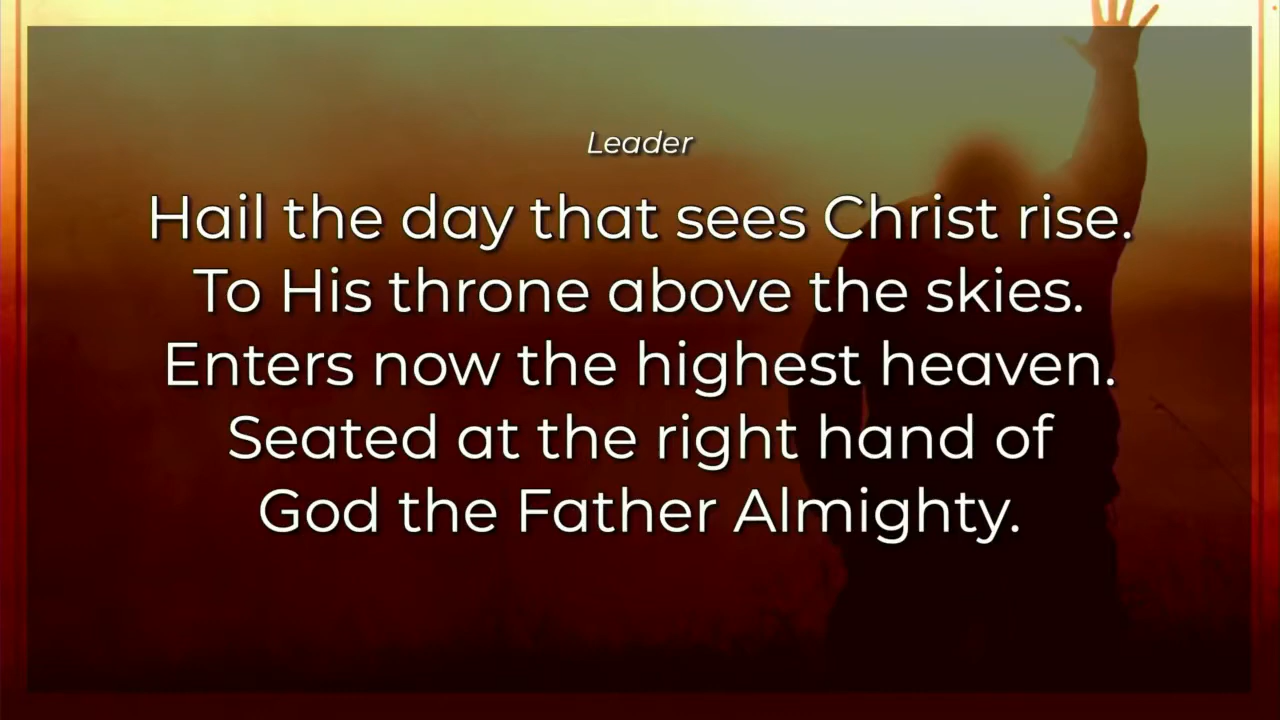 Leader
Hail the day that sees Christ rise.
To His throne above the skies.
Enters now the highest heaven.
Seated at the right hand of
God the Father Almighty.